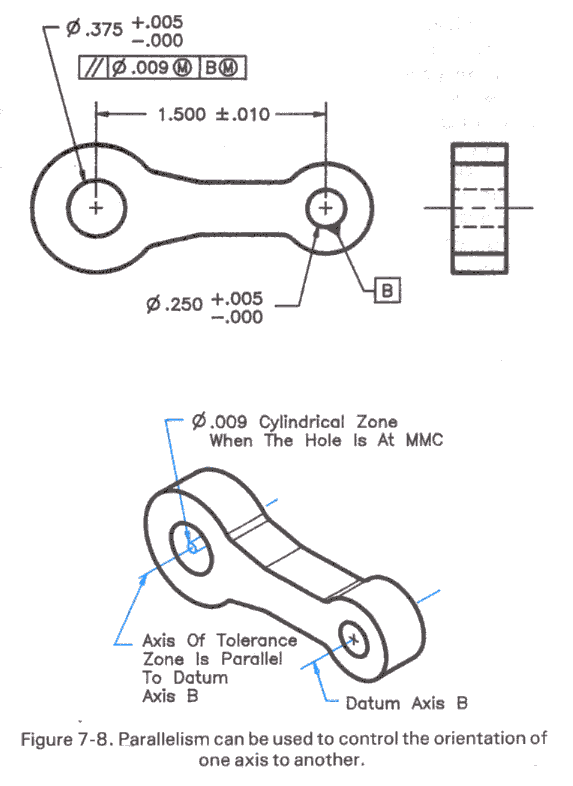 Ø.375 +.005
-.000
// Ø.009 Ⓜ B Ⓜ
1.500 ±.010
B
Ø.250 +.005
-.000
Ø.009 Cylindrical Zone
When The Hole Is At MMC
Axis Of Tolerance
Zone Is Parallel
To Datum
Axis B
Datum Axis B
Figure 7-8. Parallelism can be used to control the orientation of
one axis to another.